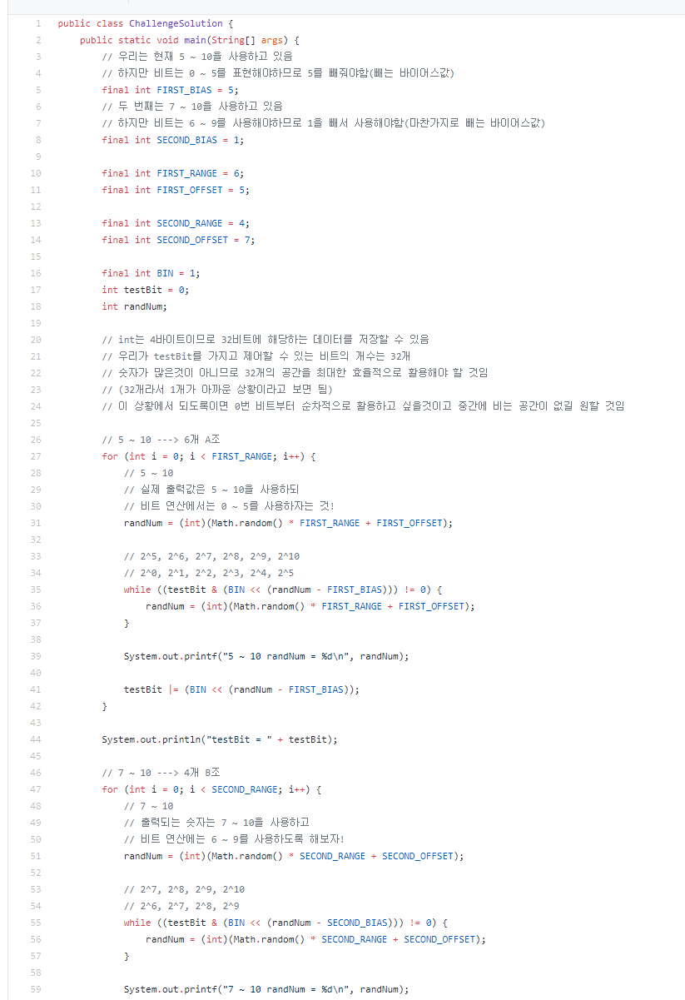 1 public class ChallengeSolution {
2 public static void main(String[] args) {
3 // 우리는 현재 5 ~ 10을 사용하고 있음
4 // 하지만 비트는 0 ~ 5를 표현해야하므로 5를 빼줘야함(빼는 바이어스값)
5 final int FIRST_BIAS = 5;
6 // 두 번째는 7 ~ 10을 사용하고 있음
7 // 하지만 비트는 6 ~ 9를 사용해야하므로 1을 빼서 사용해야함(마찬가지로 빼는 바이어스값)
8 final int SECOND_BIAS = 1;
9
10 final int FIRST_RANGE = 6;
11 final int FIRST_OFFSET = 5;
12
13 final int SECOND_RANGE = 4;
14 final int SECOND_OFFSET = 7;
15
16 final int BIN = 1;
17 int testBit = 0;
18 int randNum;
19
20 // int는 4바이트이므로 32비트에 해당하는 데이터를 저장할 수 있음
21 // 우리가 testBit를 가지고 제어할 수 있는 비트의 개수는 32개
22 // 숫자가 많은것이 아니므로 32개의 공간을 최대한 효율적으로 활용해야 할 것임
23 // (32개라서 1개가 아까운 상황이라고 보면 됨)
24 // 이 상황에서 되도록이면 0번 비트부터 순차적으로 활용하고 싶을것이고 중간에 비는 공간이 없길 원할 것임
25
26 // 5 ~ 10 ---> 6개 A조
27 for (int i = 0; i < FIRST_RANGE; i++) {
28 // 5 ~ 10
29 // 실제 출력값은 5 ~ 10을 사용하되
30 // 비트 연산에서는 0 ~ 5를 사용하자는 것!
31 randNum = (int)(Math.random() * FIRST_RANGE + FIRST_OFFSET);
32
33 // 2^5, 2^6, 2^7, 2^8, 2^9, 2^10
34 // 2^0, 2^1, 2^2, 2^3, 2^4, 2^5
35 while ((testBit & (BIN << (randNum - FIRST_BIAS))) != 0) {
36 randNum = (int)(Math.random() * FIRST_RANGE + FIRST_OFFSET);
37 }
38
39 System.out.printf("5 ~ 10 randNum = %d\n", randNum);
40
41 testBit |= (BIN << (randNum - FIRST_BIAS));
42 }
43
44 System.out.println("testBit = " + testBit);
45
46 // 7 ~ 10 ---> 4개 B조
47 for (int i = 0; i < SECOND_RANGE; i++) {
48 // 7 ~ 10
49 // 출력되는 숫자는 7 ~ 10을 사용하고
50 // 비트 연산에는 6 ~ 9를 사용하도록 해보자!
51 randNum = (int)(Math.random() * SECOND_RANGE + SECOND_OFFSET);
52
53 // 2^7, 2^8, 2^9, 2^10
54 // 2^6, 2^7, 2^8, 2^9
55 while ((testBit & (BIN << (randNum - SECOND_BIAS))) != 0) {
56 randNum = (int)(Math.random() * SECOND_RANGE + SECOND_OFFSET);
57 }
58
59 System.out.printf("7 ~ 10 randNum = %d\n", randNum);